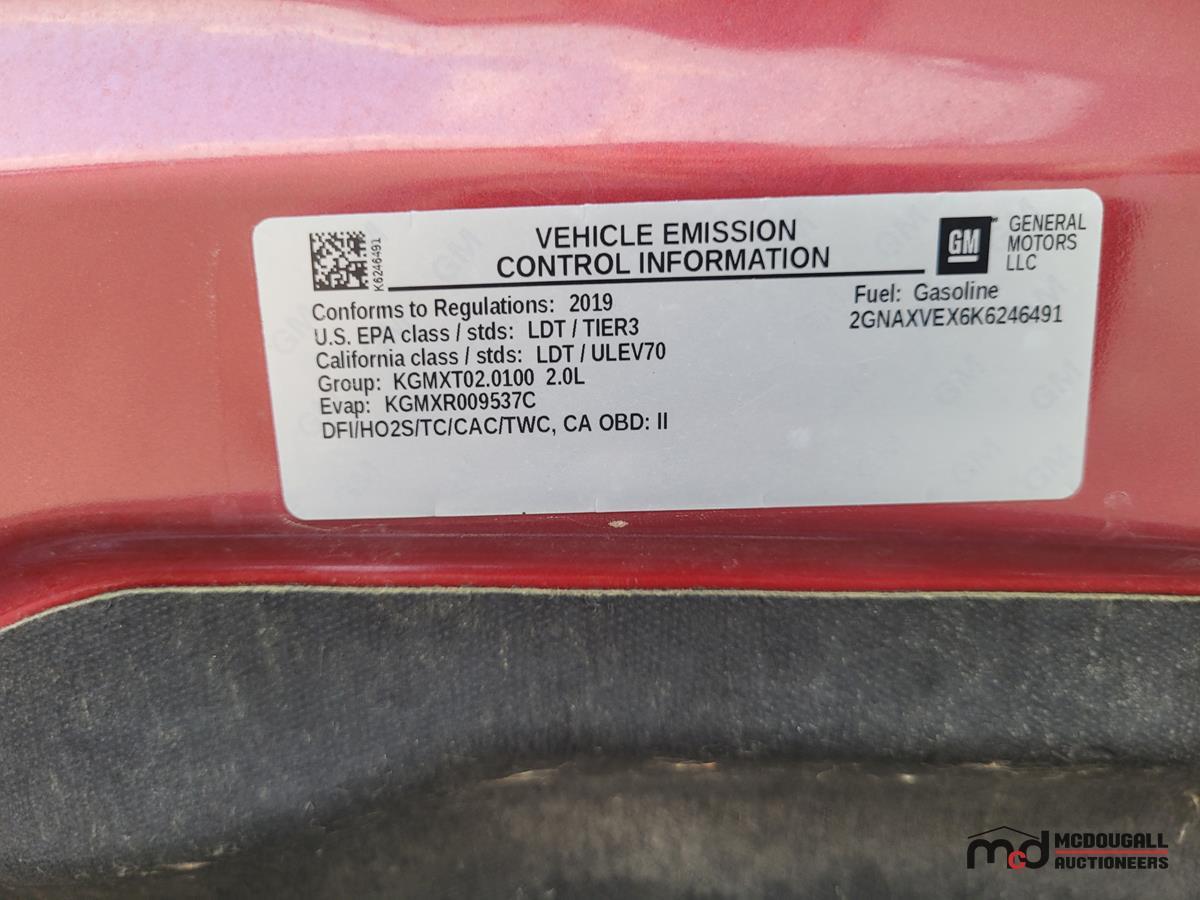 K6246491
VEHICLE EMISSION
CONTROL INFORMATION
GM
GENERAL
MOTORS
LLC
Conforms to Regulations: 2019
U.S. EPA class / stds: LDT / TIER3
California class / stds: LDT / ULEV70
Group: KGMXT02.0100 2.0L
Evap: KGMXR009537C
DFI/HO2S/TC/CAC/TWC, CA OBD: II
Fuel: Gasoline
2GNAXVEX6K6246491
mcd MCDOUGALL
AUCTIONEERS